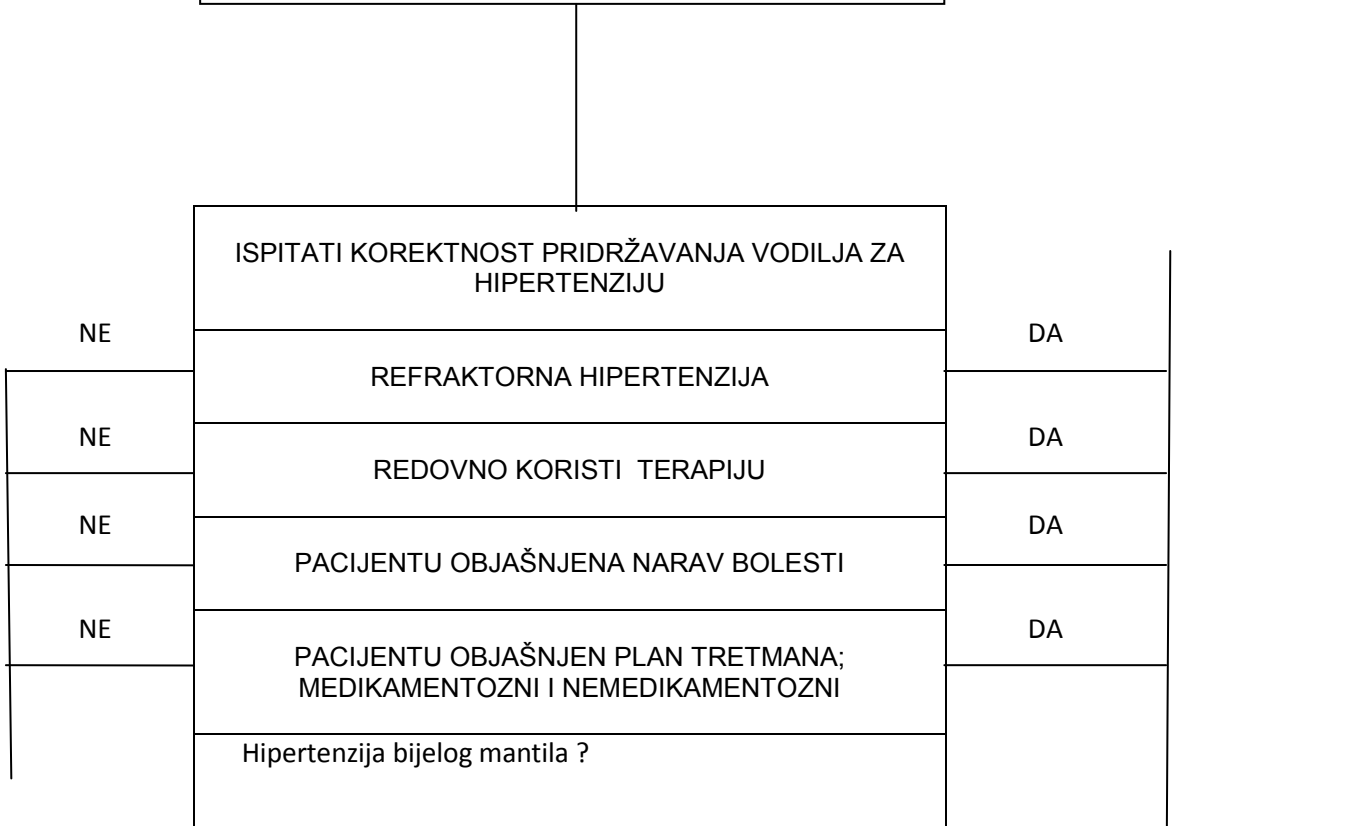 ISPITATI KOREKTNOST PRIDRŽAVANJA VODILJA ZA
HIPERTENZIJU
NE
DA
REFRAKTORNA HIPERTENZIJA
NE
DA
REDOVNO KORISTI TERAPIJU
NE
DA
PACIJENTU OBJAŠNJENA NARAV BOLESTI
NE
DA
PACIJENTU OBJAŠNJEN PLAN TRETMANA;
MEDIKAMENTOZNI I NEMEDIKAMENTOZNI
Hipertenzija bijelog mantila ?